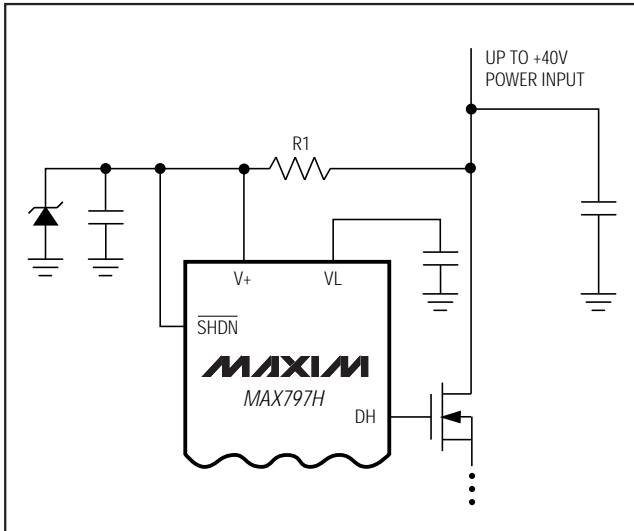 UP TO +40V
POWER INPUT
R1
V+
VL
SHDN
MAXIM
MAX797H
DH